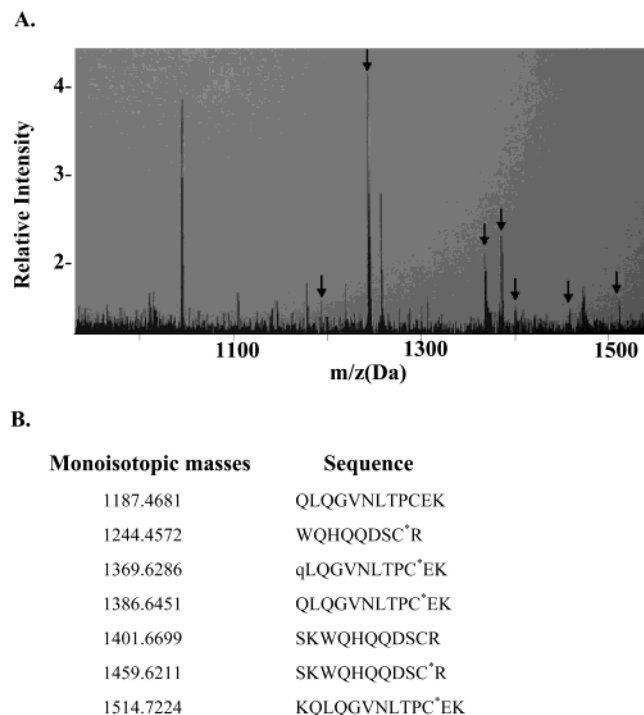 A.
Relative Intensity
4-
3-
2-
1100 1300 1500
m/z(Da)
B.
Monoisotopic masses Sequence
1187.4681 QLQGVNLTPCEK
1244.4572 WQHQQDSC*R
1369.6286 qLQGVNLTPC*EK
1386.6451 QLQGVNLTPC*EK
1401.6699 SKWQHQQDSCR
1459.6211 SKWQHQQDSC*R
1514.7224 KQLQGVNLTPC*EK